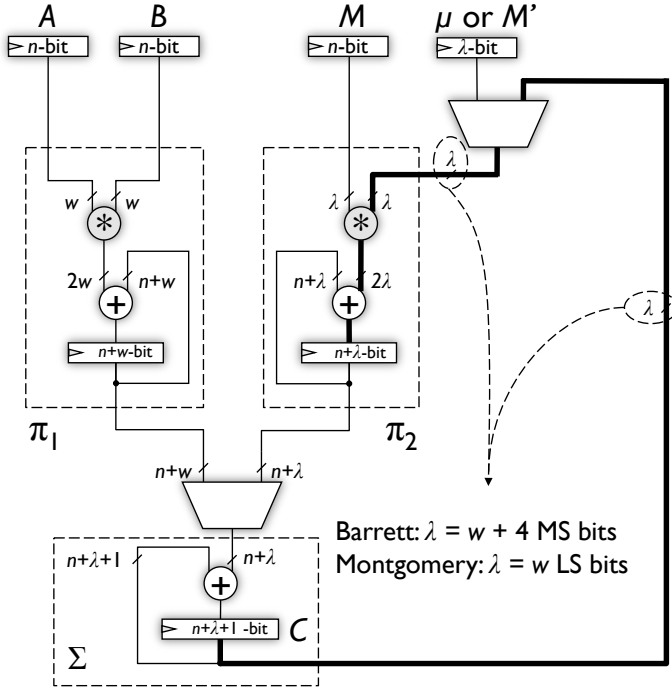 A B M μ or M'
n-bit n-bit n-bit λ-bit
λ
w w λ λ
* *
2w n+w n+λ 2λ
+ +
λ
n+w-bit n+λ-bit
π1 π2
n+w n+λ
Barrett: λ = w + 4 MS bits
Montgomery: λ = w LS bits
n+λ+1 n+λ
+
n+λ+1 -bit C
Σ